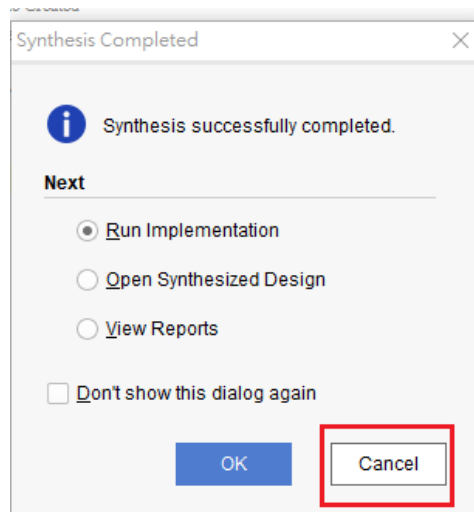 Synthesis Completed
Synthesis successfully completed.
Next
Run Implementation
Open Synthesized Design
View Reports
Don't show this dialog again
OK
Cancel